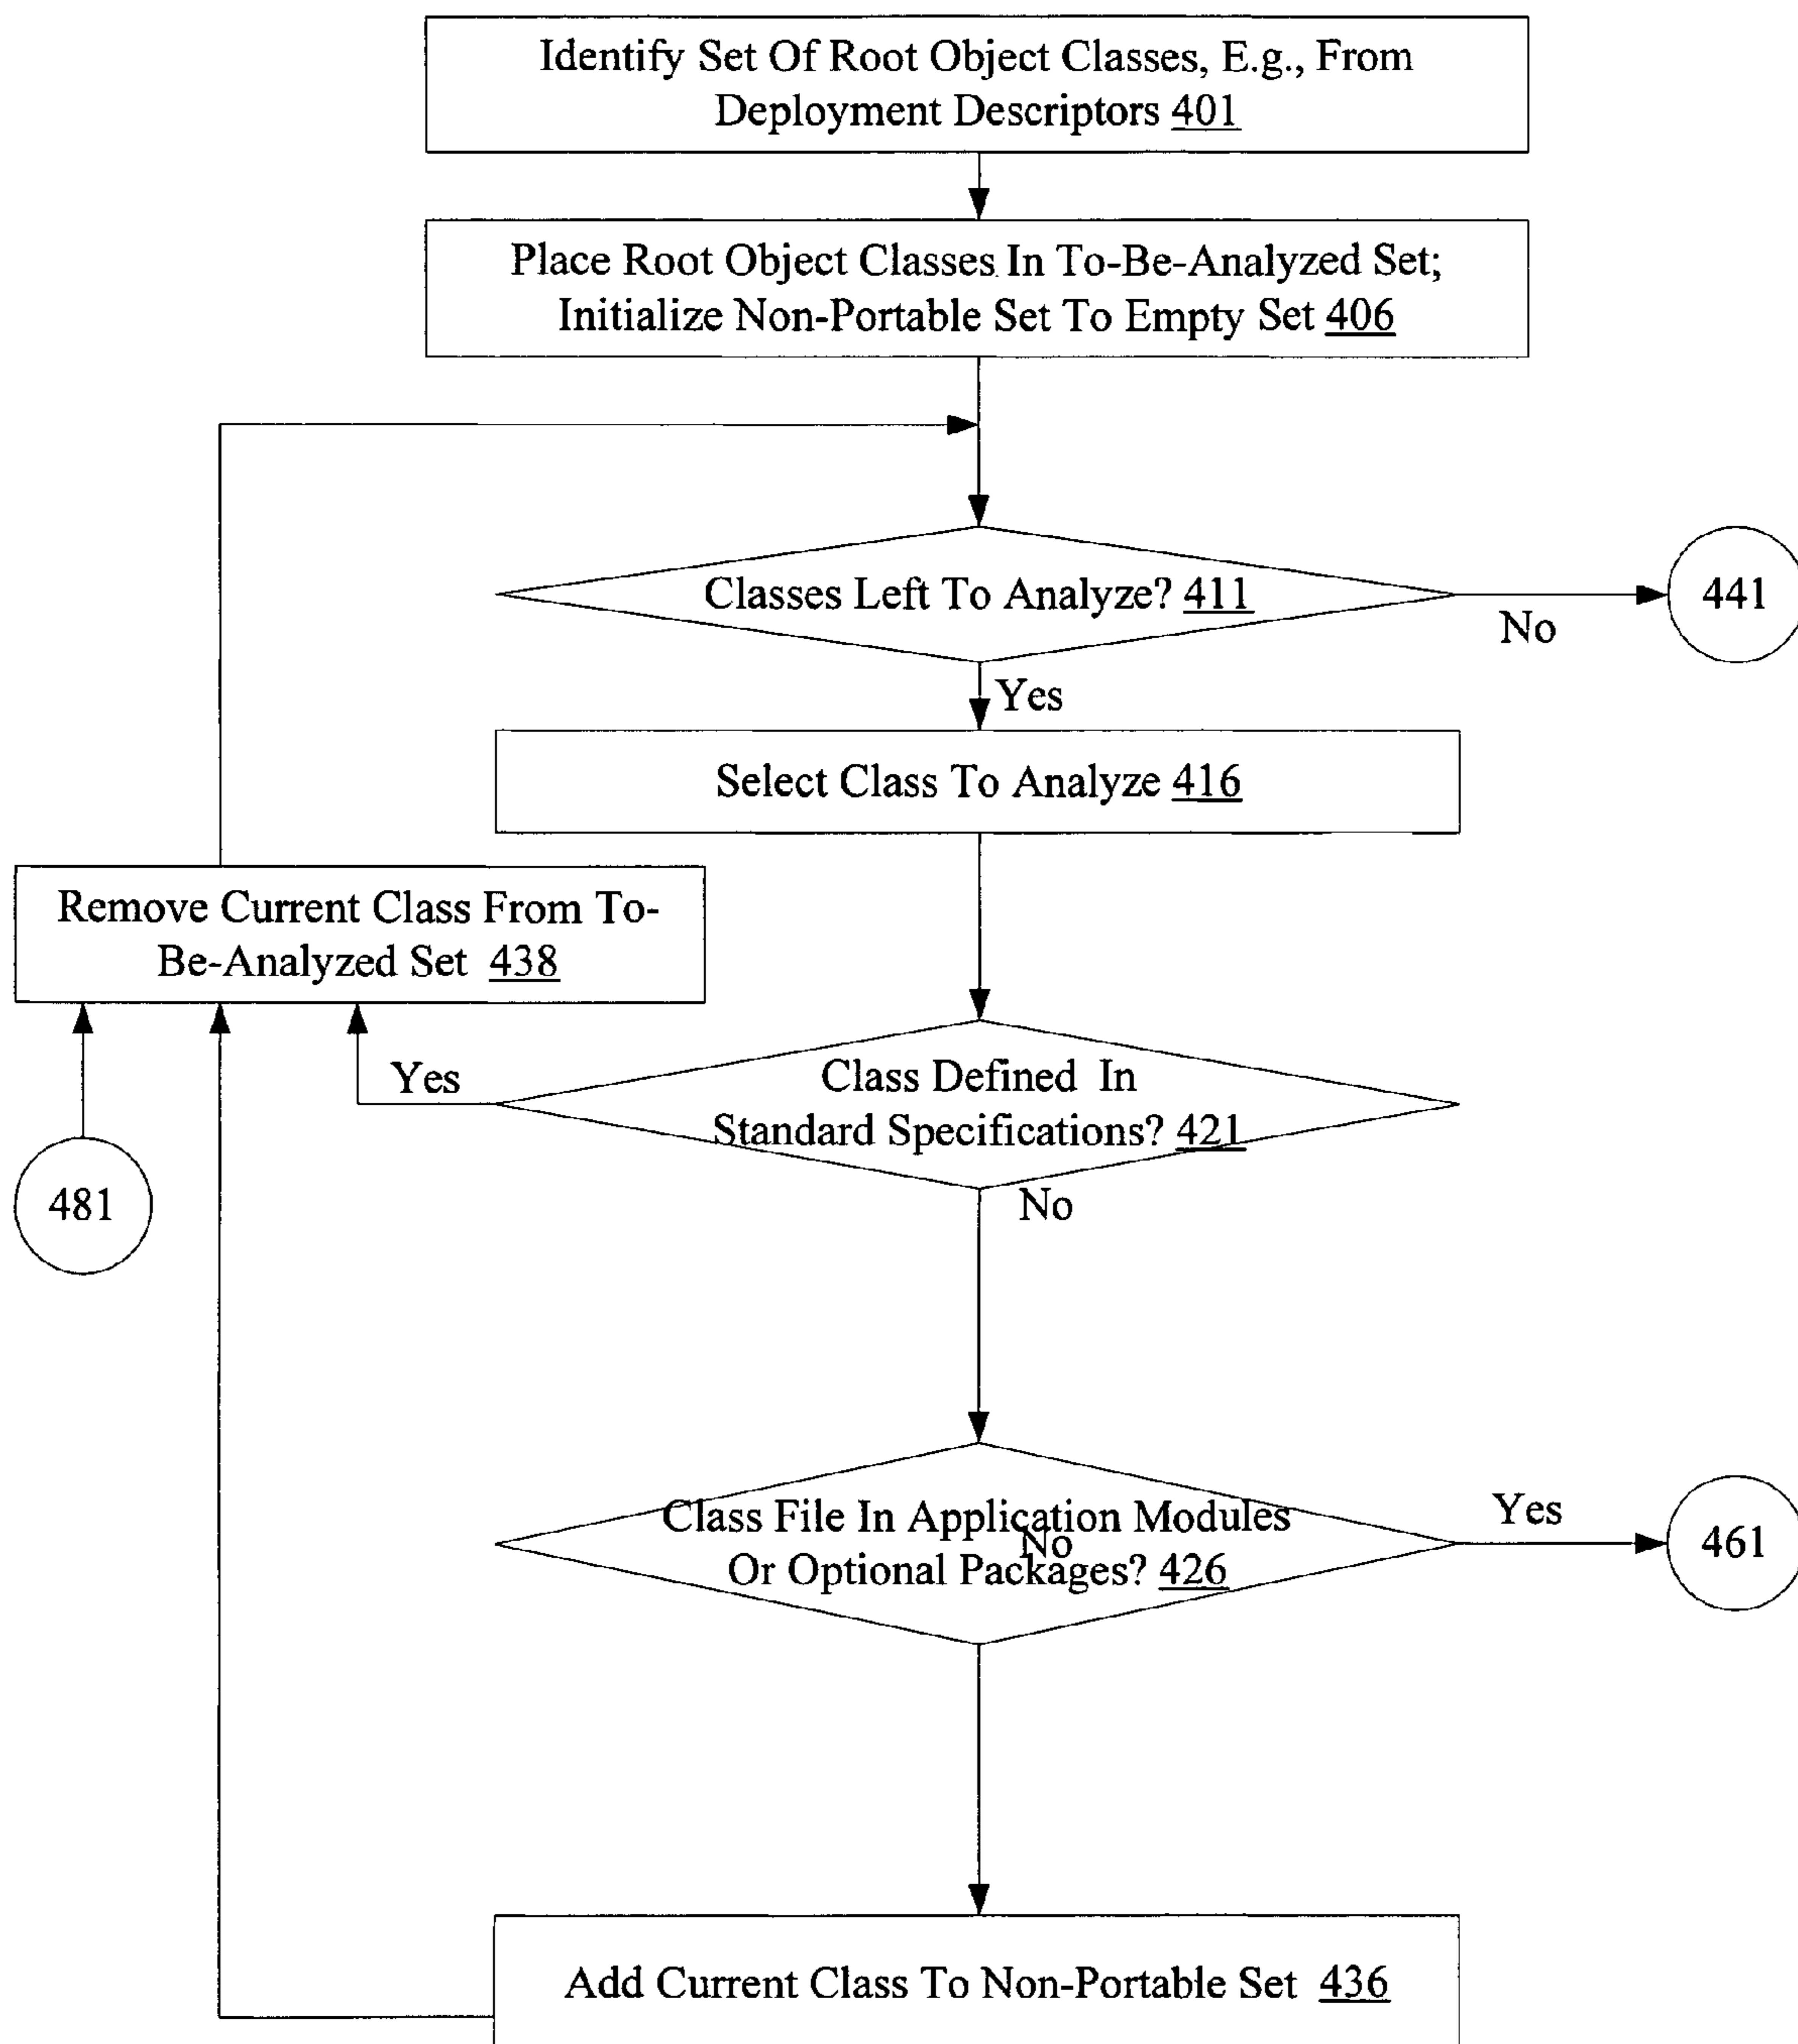 Identify Set Of Root Object Classes, E.g., From
Deployment Descriptors 401
Place Root Object Classes In To-Be-Analyzed Set;
Initialize Non-Portable Set To Empty Set 406
Classes Left To Analyze? 411
441
No
Yes
Select Class To Analyze 416
Remove Current Class From To-
Be-Analyzed Set 438
Yes
Class Defined In
Standard Specifications? 421
481
No
Class File In Application Modules
Or Optional Packages? 426
No
Yes
461
Add Current Class To Non-Portable Set 436